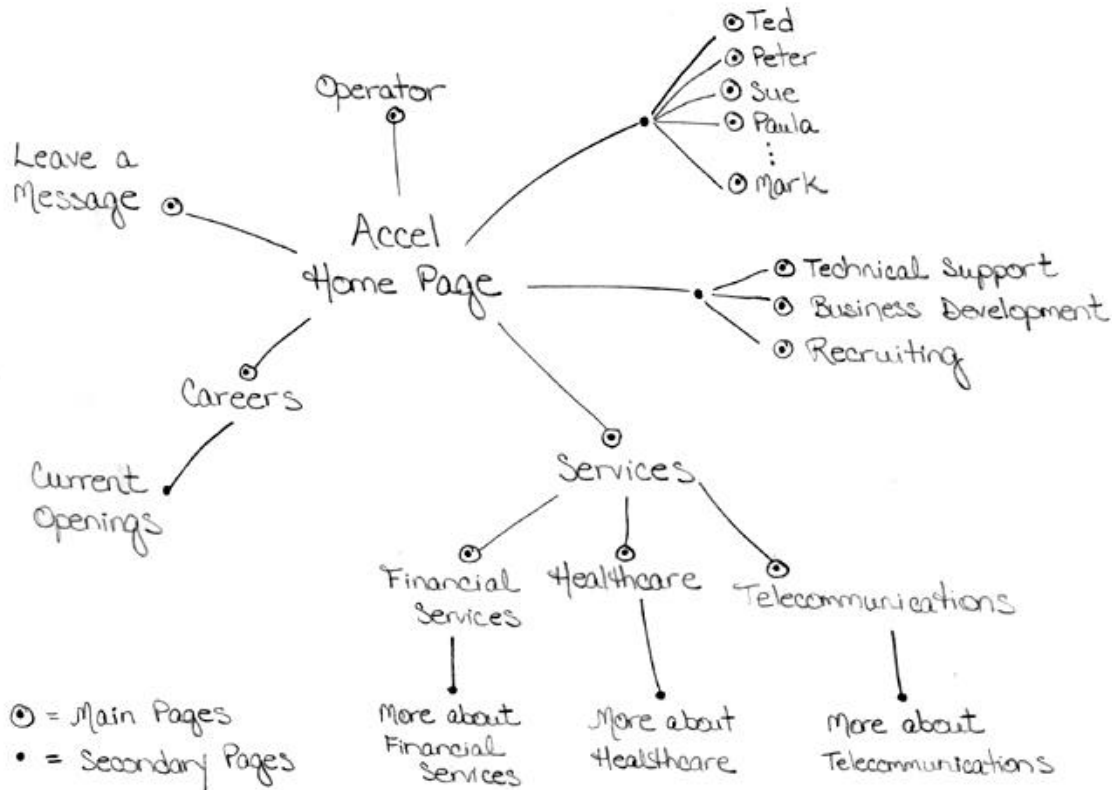 Ted
Peter
Sue
Paula
Mark
Operator
Leave a
Message
Accel
Home Page
Technical Support
Business Development
Recruiting
Careers
Current
Openings
Services
Financial
Services
Healthcare
Telecommunications
More about
Financial
Services
More about
Healthcare
More about
Telecommunications
= Main Pages
= Secondary Pages